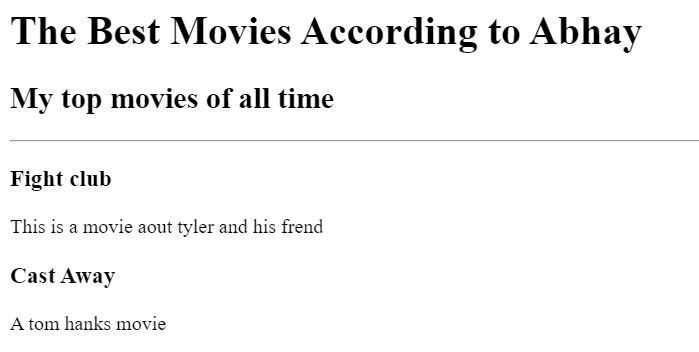 The Best Movies According to Abhay
My top movies of all time
Fight club
This is a movie aout tyler and his frend
Cast Away
A tom hanks movie